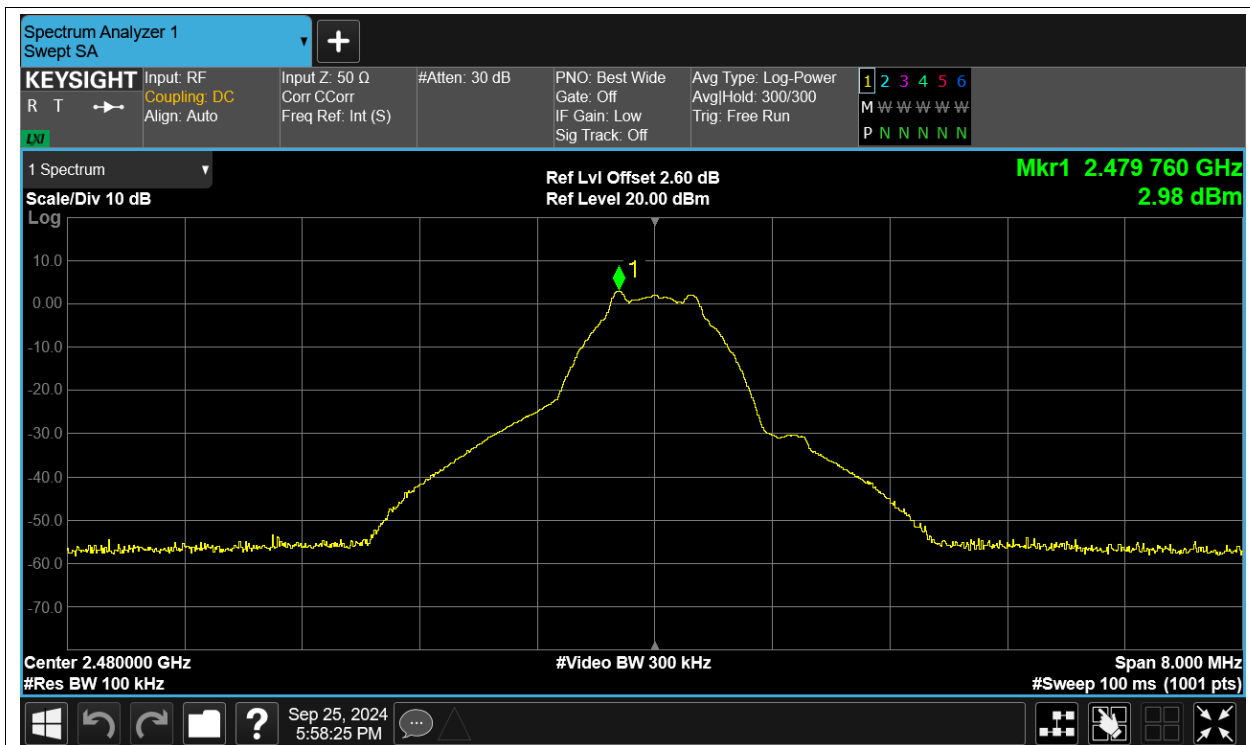 Spectrum Analyzer 1
Swept SA
KEYSIGHT
R T
LXI
Input: RF
Coupling: DC
Align: Auto
Input Z: 50 Ω
Corr CCorr
Freq Ref: Int (S)
#Atten: 30 dB
PNO: Best Wide
Gate: Off
IF Gain: Low
Sig Track: Off
Avg Type: Log-Power
Avg|Hold: 300/300
Trig: Free Run
1 2 3 4 5 6
M W W W W W
P N N N N N
1 Spectrum
Scale/Div 10 dB
Log
Ref Lvl Offset 2.60 dB
Ref Level 20.00 dBm
Mkr1 2.479 760 GHz
2.98 dBm
1
10.0
0.00
-10.0
-20.0
-30.0
-40.0
-50.0
-60.0
-70.0
Center 2.480000 GHz
#Video BW 300 kHz
Span 8.000 MHz
#Res BW 100 kHz
#Sweep 100 ms (1001 pts)
?
Sep 25, 2024
5:58:25 PM